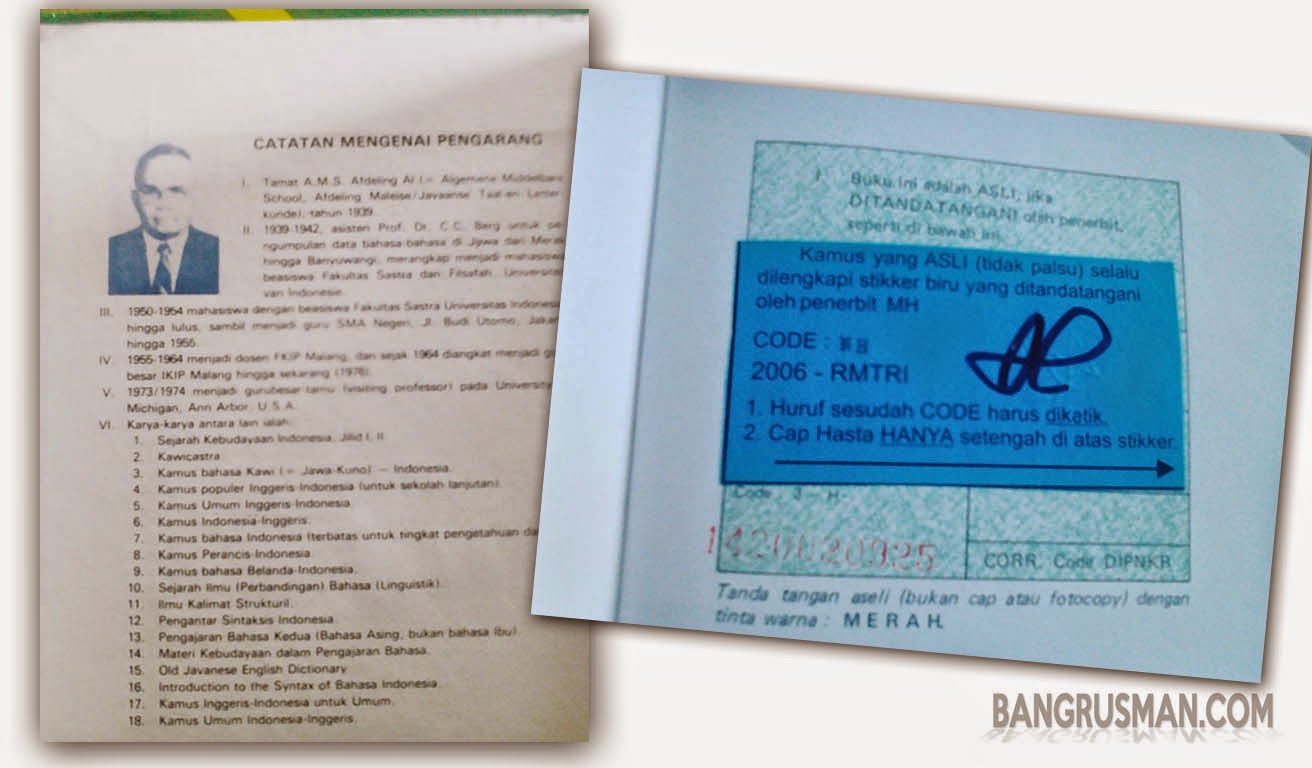 CATATAN MENGENAI PENGARANG
I. Tamat A.M.S. Afdeling AI (= Algemene Middelbare
School, Afdeling Maleise/Javaanse Taal en Letter
kunde), tahun 1939.
II. 1939-1942, asisten Prof. Dr. C.C. Berg untuk pe
ngumpulan data bahasa-bahasa di Jawa dari Merak
hingga Banyuwangi, merangkap menjadi mahasiswa
beasiswa Fakultas Sastra dan Filsafah, Universitas
van Indonesie.
III. 1950-1954 mahasiswa dengan beasiswa Fakultas Sastra Universitas Indonesia
hingga lulus, sambil menjadi guru SMA Negeri, Jl. Budi Utomo, Jakar
hingga 1955.
IV. 1955-1964 menjadi dosen FKIP Malang, dan sejak 1964 diangkat menjadi gu
besar IKIP Malang hingga sekarang (1976).
V. 1973/1974 menjadi gurubesar tamu (visiting professor) pada University
Michigan, Ann Arbor, U.S.A.
VI. Karya-karya antara lain ialah:
1. Sejarah Kebudayaan Indonesia, Jilid I, II.
2. Kawiçastra
3. Kamus bahasa Kawi (= Jawa-Kuno) — Indonesia.
4. Kamus populer Inggeris-Indonesia (untuk sekolah lanjutan).
5. Kamus Umum Inggeris-Indonesia
6. Kamus Indonesia-Inggeris.
7. Kamus bahasa Indonesia (terbatas untuk tingkat pengetahuan da
8. Kamus Perancis-Indonesia
9. Kamus bahasa Belanda-Indonesia.
10. Sejarah Ilmu (Perbandingan) Bahasa (Linguistik).
11. Ilmu Kalimat Strukturil.
12. Pengantar Sintaksis Indonesia.
13. Pengajaran Bahasa Kedua (Bahasa Asing, bukan bahasa Ibu).
14. Materi Kebudayaan dalam Pengajaran Bahasa.
15. Old Javanese English Dictionary
16. Introduction to the Syntax of Bahasa Indonesia.
17. Kamus Inggeris-Indonesia untuk Umum.
18. Kamus Umum Indonesia-Inggeris.
Buku ini adalah ASLI, jika
DITANDATANGANI oleh penerbit,
seperti di bawah ini.
Kamus yang ASLI (tidak palsu) selalu
dilengkapi stikker biru yang ditandatangani
oleh penerbit MH
CODE :
2006 - RMTRI
1. Huruf sesudah CODE harus diketik.
2. Cap Hasta HANYA setengah di atas stikker.
Code : 3 - H-
1420020925
CORR. Code DIPNKR
Tanda tangan aseli (bukan cap atau fotocopy) dengan
tinta warna : MERAH.
BANGRUSMAN.COM